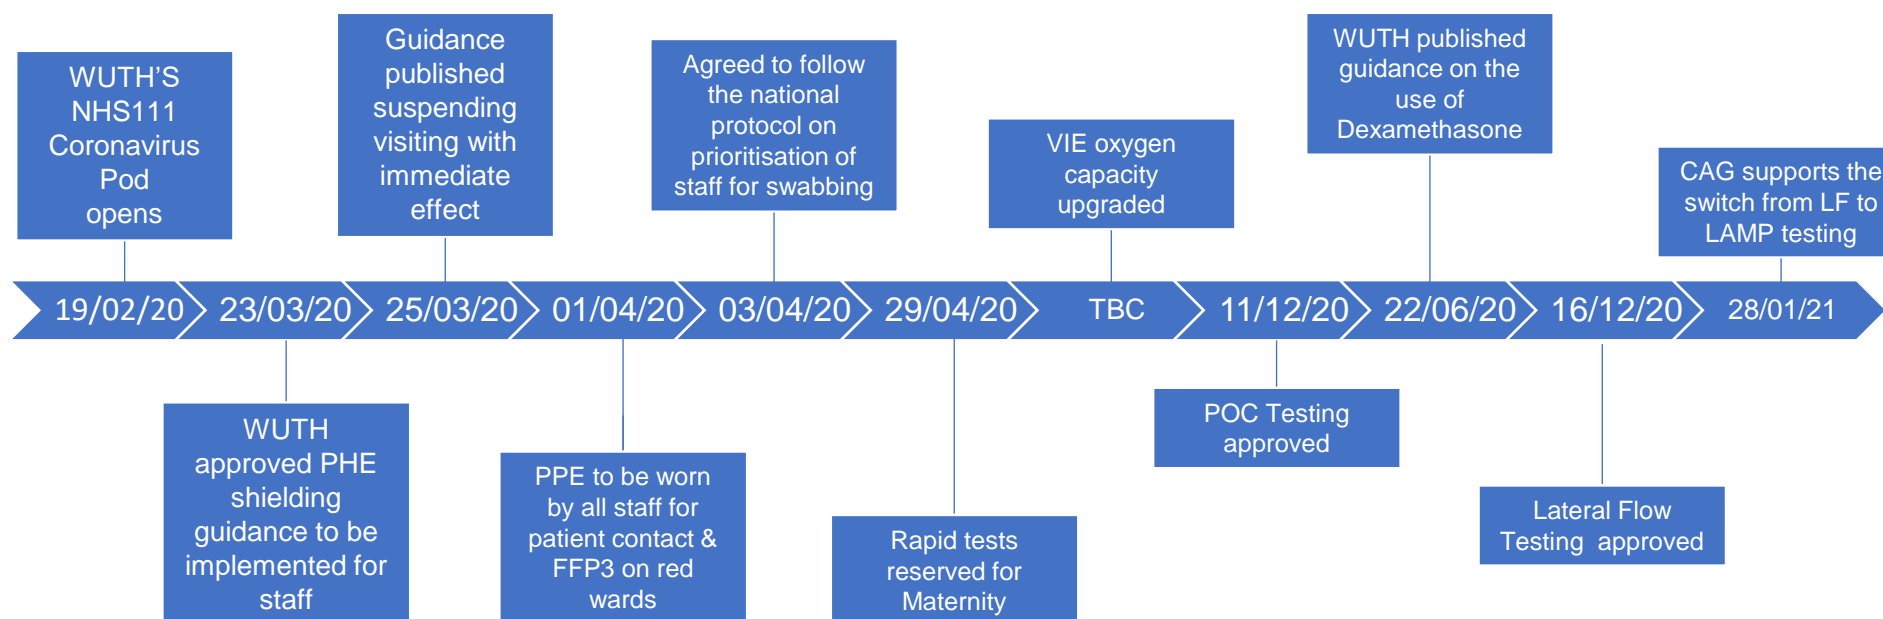 WUTH'S
NHS111
Coronavirus
Pod
opens
Guidance
published
suspending
visiting with
immediate
effect
Agreed to follow
the national
protocol on
prioritisation of
staff for swabbing
VIE oxygen
capacity
upgraded
WUTH published
guidance on the
use of
Dexamethasone
CAG supports the
switch from LF to
LAMP testing
19/02/20
23/03/20
25/03/20
01/04/20
03/04/20
29/04/20
TBC
11/12/20
22/06/20
16/12/20
28/01/21
WUTH
approved PHE
shielding
guidance to be
implemented for
staff
PPE to be worn
by all staff for
patient contact &
FFP3 on red
wards
Rapid tests
reserved for
Maternity
POC Testing
approved
Lateral Flow
Testing approved